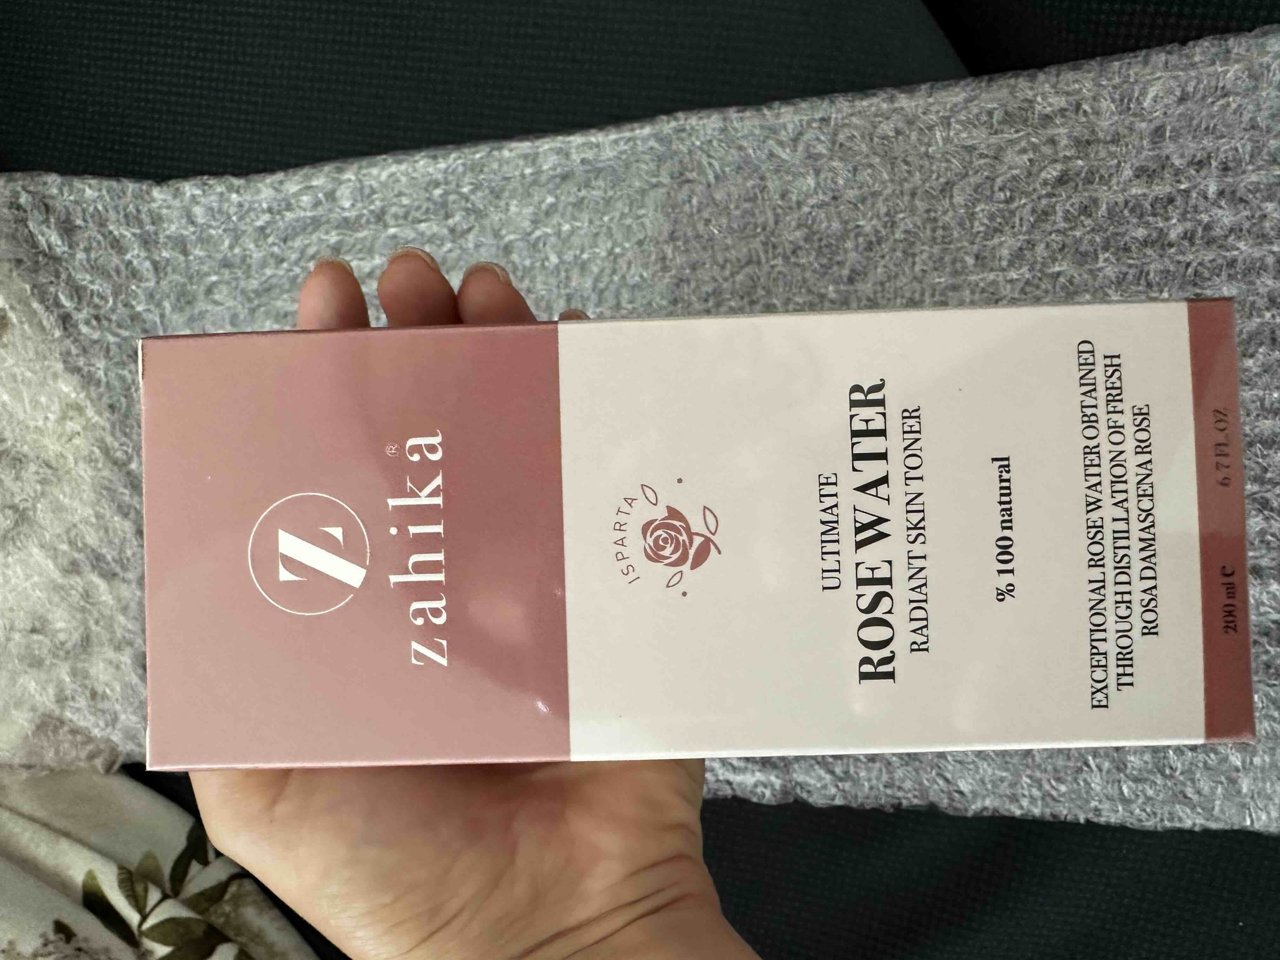 Z
zahika®
ISPARTA
ULTIMATE
ROSE WATER
RADIANT SKIN TONER
% 100 natural
EXCEPTIONAL ROSE WATER OBTAINED
THROUGH DISTILLATION OF FRESH
ROSA DAMASCENA ROSE
200 ml ℮ 6.7 FL.OZ